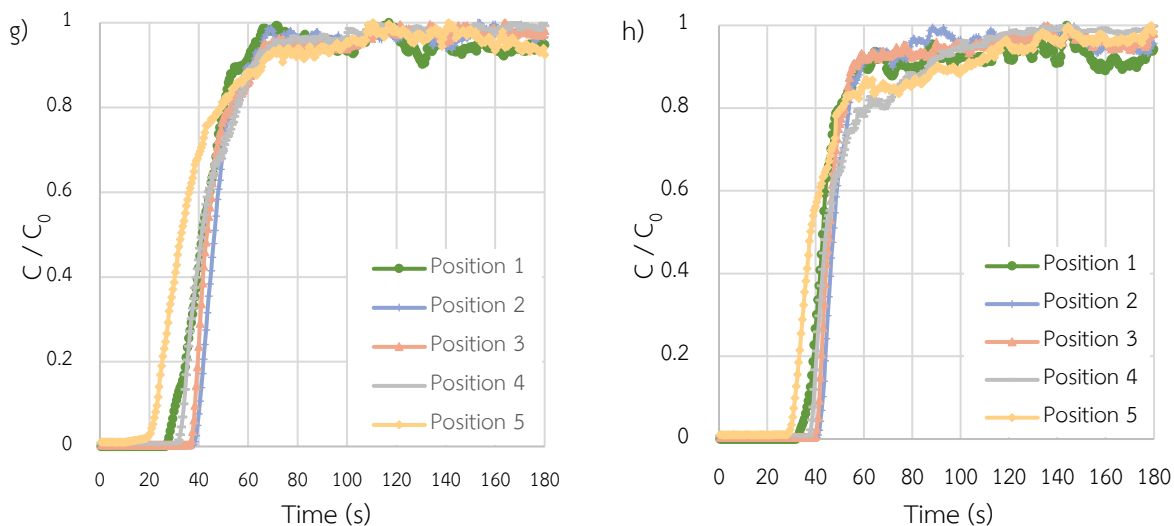 g)
1
0.8
0.6
0.4
0.2
0
C / C₀
0 20 40 60 80 100 120 140 160 180
Time (s)
Position 1
Position 2
Position 3
Position 4
Position 5
h)
1
0.8
0.6
0.4
0.2
0
C / C₀
0 20 40 60 80 100 120 140 160 180
Time (s)
Position 1
Position 2
Position 3
Position 4
Position 5